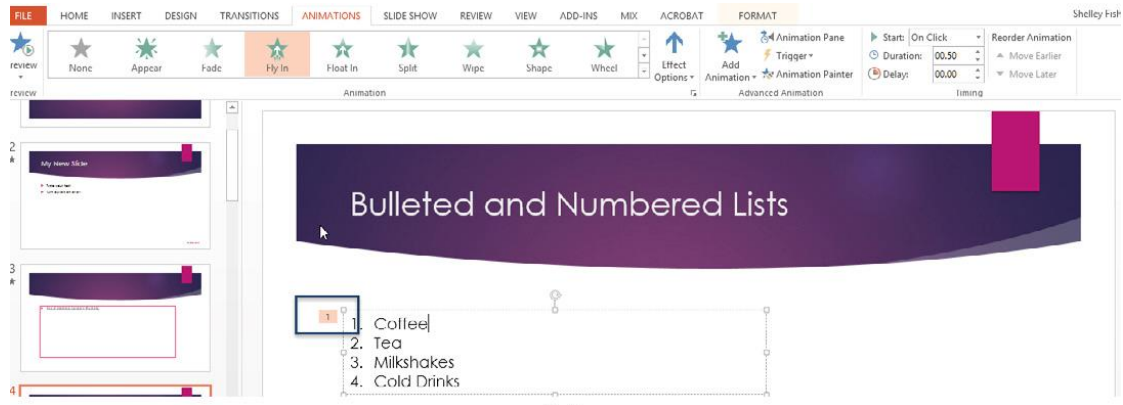 FILE HOME INSERT DESIGN TRANSITIONS ANIMATIONS SLIDE SHOW REVIEW VIEW ADD-INS MIX ACROBAT FORMAT Shelley Fish
review None Appear Fade Fly In Float In Split Wipe Shape Wheel
Effect Options
Add Animation
Animation Pane
Trigger
Animation Painter
Start: On Click
Duration: 00.50
Delay: 00.00
Reorder Animation
Move Earlier
Move Later
review Animation Advanced Animation Timing
2
My New Slide
3
4
Bulleted and Numbered Lists
1
1. Coffee
2. Tea
3. Milkshakes
4. Cold Drinks